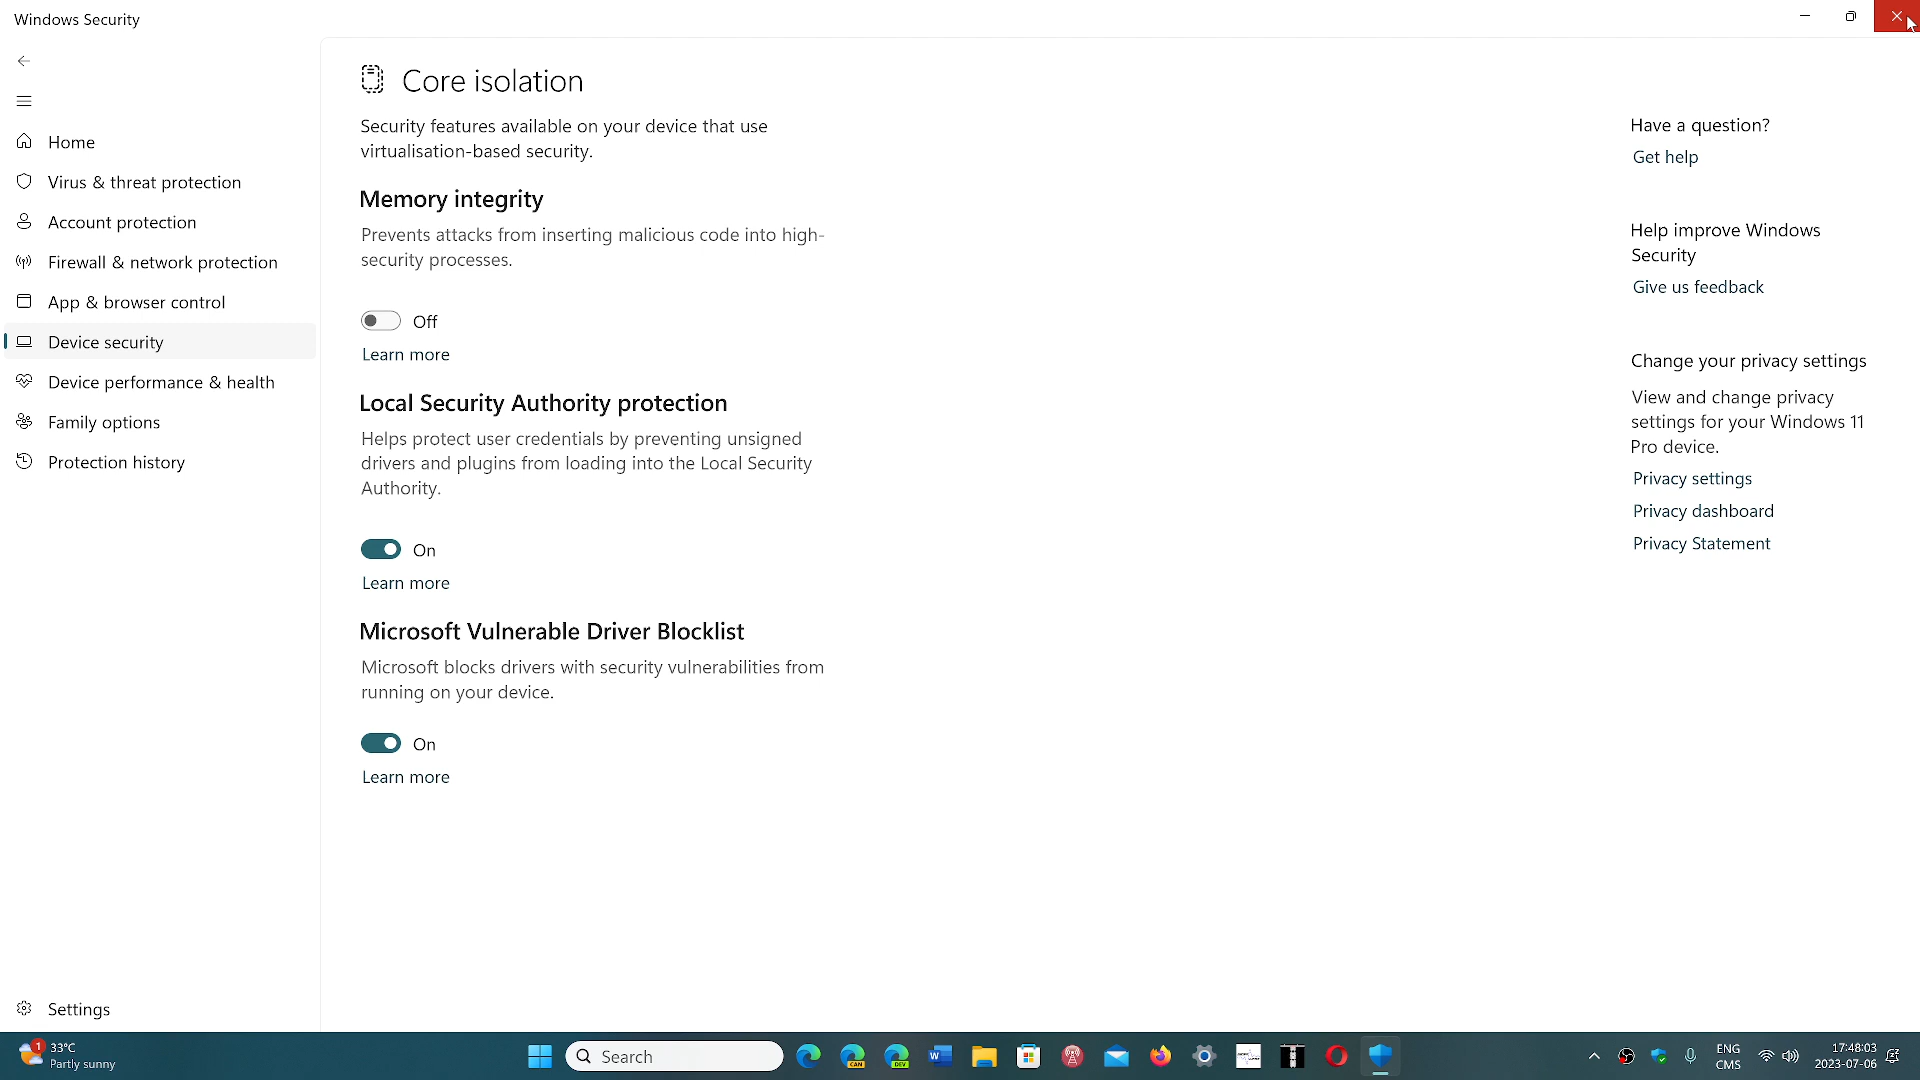 Windows Security
Home
Virus & threat protection
Account protection
Firewall & network protection
App & browser control
Device security
Device performance & health
Family options
Protection history
Settings
Core isolation
Security features available on your device that use
virtualisation-based security.
Memory integrity
Prevents attacks from inserting malicious code into high-
security processes.
Off
Learn more
Local Security Authority protection
Helps protect user credentials by preventing unsigned
drivers and plugins from loading into the Local Security
Authority.
On
Learn more
Microsoft Vulnerable Driver Blocklist
Microsoft blocks drivers with security vulnerabilities from
running on your device.
On
Learn more
Have a question?
Get help
Help improve Windows
Security
Give us feedback
Change your privacy settings
View and change privacy
settings for your Windows 11
Pro device.
Privacy settings
Privacy dashboard
Privacy Statement
1
33°C
Partly sunny
Search
CAN
DEV
W
ENG
CMS
17:48:03
2023-07-06